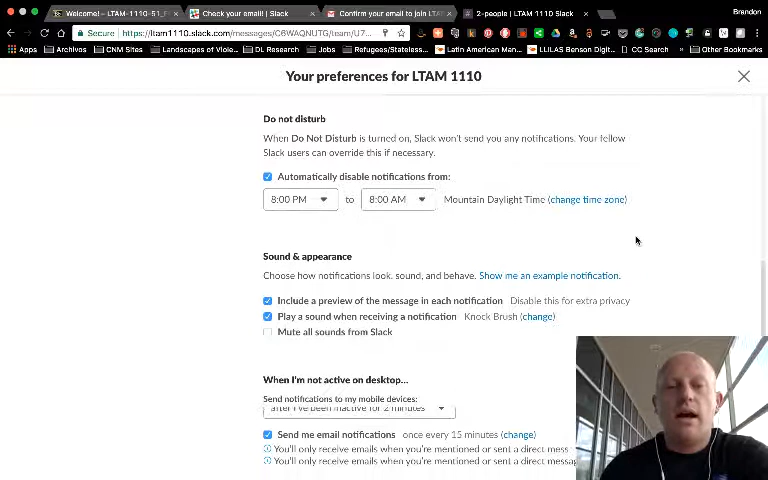 Welcome! – LTAM-1110-51_F
Check your email! | Slack
Confirm your email to join LTAM
2-people | LTAM 1110 Slack
Brandon
Secure
https://ltam1110.slack.com/messages/C6WAQNUTG/team/U7
Apps
Archivos
CNM Sites
Landscapes of Viole
DL Research
Jobs
Refugees/Stateless
Latin American Man
LLILAS Benson Digit
CC Search
Other Bookmarks
Your preferences for LTAM 1110
Do not disturb
When Do Not Disturb is turned on, Slack won't send you any notifications. Your fellow
Slack users can override this if necessary.
Automatically disable notifications from:
8:00 PM to 8:00 AM Mountain Daylight Time (change time zone)
Sound & appearance
Choose how notifications look, sound, and behave. Show me an example notification.
Include a preview of the message in each notification Disable this for extra privacy
Play a sound when receiving a notification Knock Brush (change)
Mute all sounds from Slack
When I'm not active on desktop...
Send notifications to my mobile devices:
after I've been inactive for 2 minutes
Send me email notifications once every 15 minutes (change)
You'll only receive emails when you're mentioned or sent a direct mess
You'll only receive emails when you're mentioned or sent a direct messa